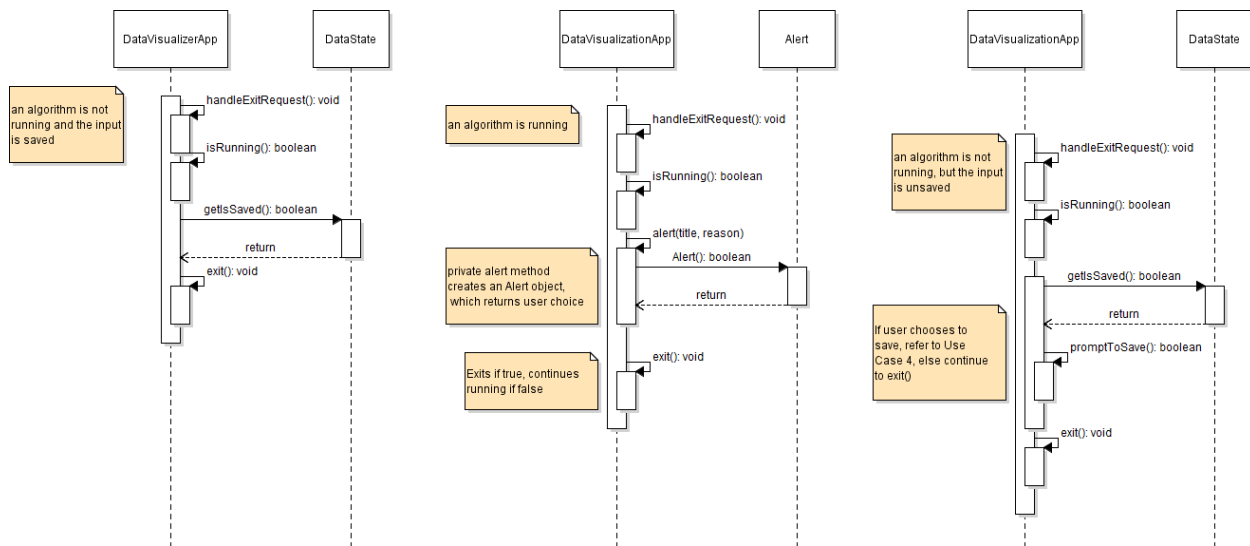 DataVisualizerApp
DataState
an algorithm is not
running and the input
is saved
handleExitRequest(): void
isRunning(): boolean
getIsSaved(): boolean
return
exit(): void
DataVisualizationApp
Alert
an algorithm is running
handleExitRequest(): void
isRunning(): boolean
alert(title, reason)
private alert method
creates an Alert object,
which returns user choice
Alert(): boolean
return
Exits if true, continues
running if false
exit(): void
DataVisualizationApp
DataState
an algorithm is not
running, but the input
is unsaved
handleExitRequest(): void
isRunning(): boolean
getIsSaved(): boolean
return
If user chooses to
save, refer to Use
Case 4, else continue
to exit()
promptToSave(): boolean
exit(): void